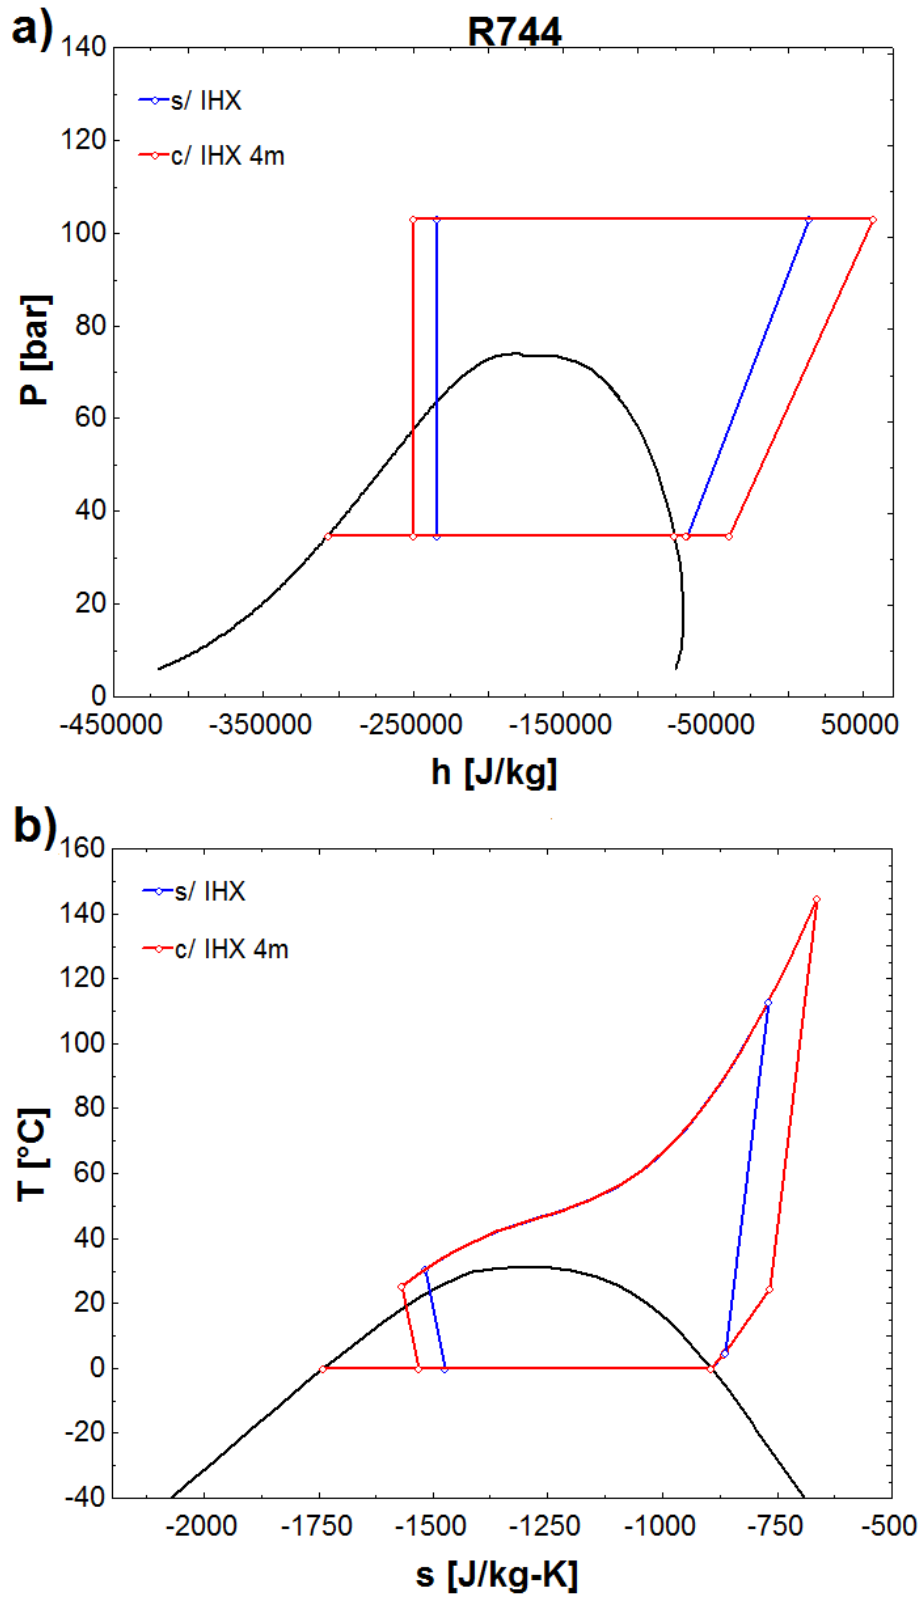 a)
R744
140
s/ IHX
120
c/ IHX 4m
100
80
P [bar]
60
40
20
0
-450000 -350000 -250000 -150000 -50000 50000
h [J/kg]
b)
160
s/ IHX
140
c/ IHX 4m
120
100
80
T [°C]
60
40
20
0
-20
-40
-2000 -1750 -1500 -1250 -1000 -750 -500
s [J/kg-K]